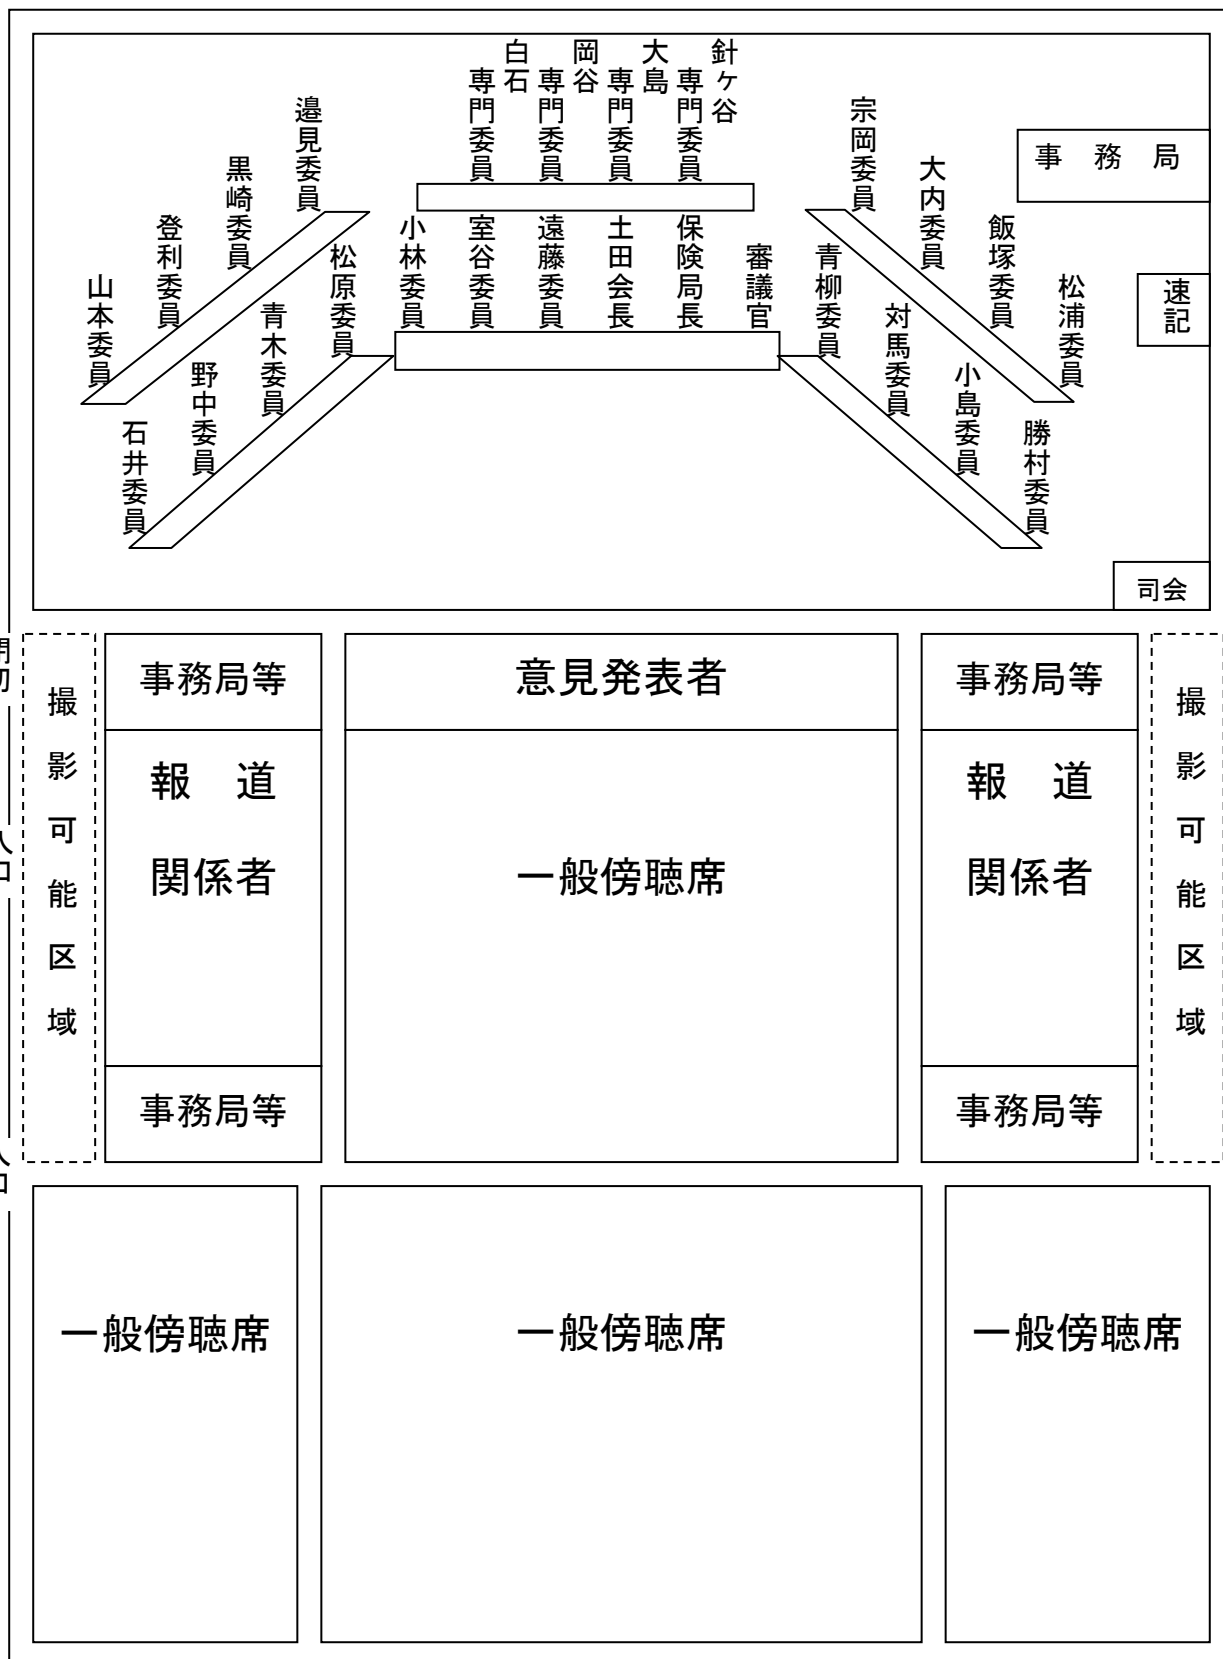 白石
専門委員
岡谷
専門委員
大島
専門委員
針ケ谷
専門委員
邉見委員
黒崎委員
登利委員
山本委員
宗岡委員
大内委員
飯塚委員
松浦委員
事 務 局
速記
小林委員
室谷委員
遠藤委員
土田会長
保険局長
審議官
松原委員
青木委員
野中委員
石井委員
青柳委員
対馬委員
小島委員
勝村委員
司会
撮影可能区域
事務局等
意見発表者
事務局等
撮影可能区域
報 道
関係者
一般傍聴席
報 道
関係者
入口
事務局等
事務局等
入口
一般傍聴席
一般傍聴席
一般傍聴席